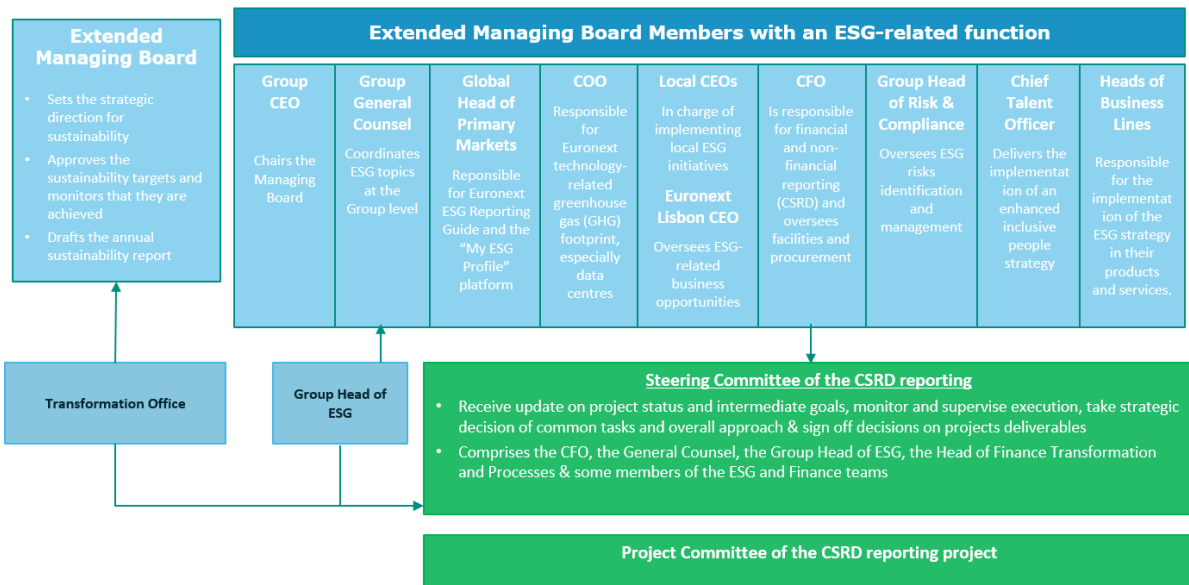 Extended
Managing Board
• Sets the strategic
direction for
sustainability
• Approves the
sustainability targets and
monitors that they are
achieved
• Drafts the annual
sustainability report
Extended Managing Board Members with an ESG-related function
Group
CEO
Chairs the
Managing
Board
Group
General
Counsel
Coordinates
ESG topics
at the
Group level
Global
Head of
Primary
Markets
Reponsible for
Euronext
ESG Reporting
Guide and the
“My ESG
Profile”
platform
COO
Responsible
for
Euronext
technology-
related
greenhouse
gas (GHG)
footprint,
especially
data
centres
Local CEOs
In charge of
implementing
local ESG
initiatives
Euronext
Lisbon CEO
Oversees ESG-
related
business
opportunities
CFO
Is responsible
for financial
and non-
financial
reporting
(CSRD) and
oversees
facilities and
procurement
Group Head
of Risk &
Compliance
Oversees ESG
risks
identification
and
management
Chief
Talent
Officer
Delivers the
implementat
ion of an
enhanced
inclusive
people
strategy
Heads of
Business
Lines
Responsible
for the
implementat
ion of the
ESG strategy
in their
products
and services.
Transformation Office
Group Head of
ESG
Steering Committee of the CSRD reporting
• Receive update on project status and intermediate goals, monitor and supervise execution, take strategic
decision of common tasks and overall approach & sign off decisions on projects deliverables
• Comprises the CFO, the General Counsel, the Group Head of ESG, the Head of Finance Transformation
and Processes & some members of the ESG and Finance teams
Project Committee of the CSRD reporting project